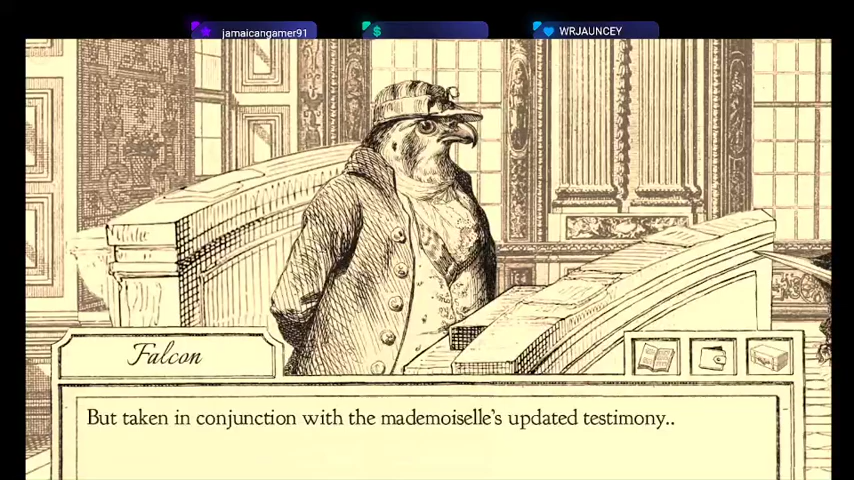 jamaicangamer91
$
WRJAUNCEY
Falcon
But taken in conjunction with the mademoiselle's updated testimony..